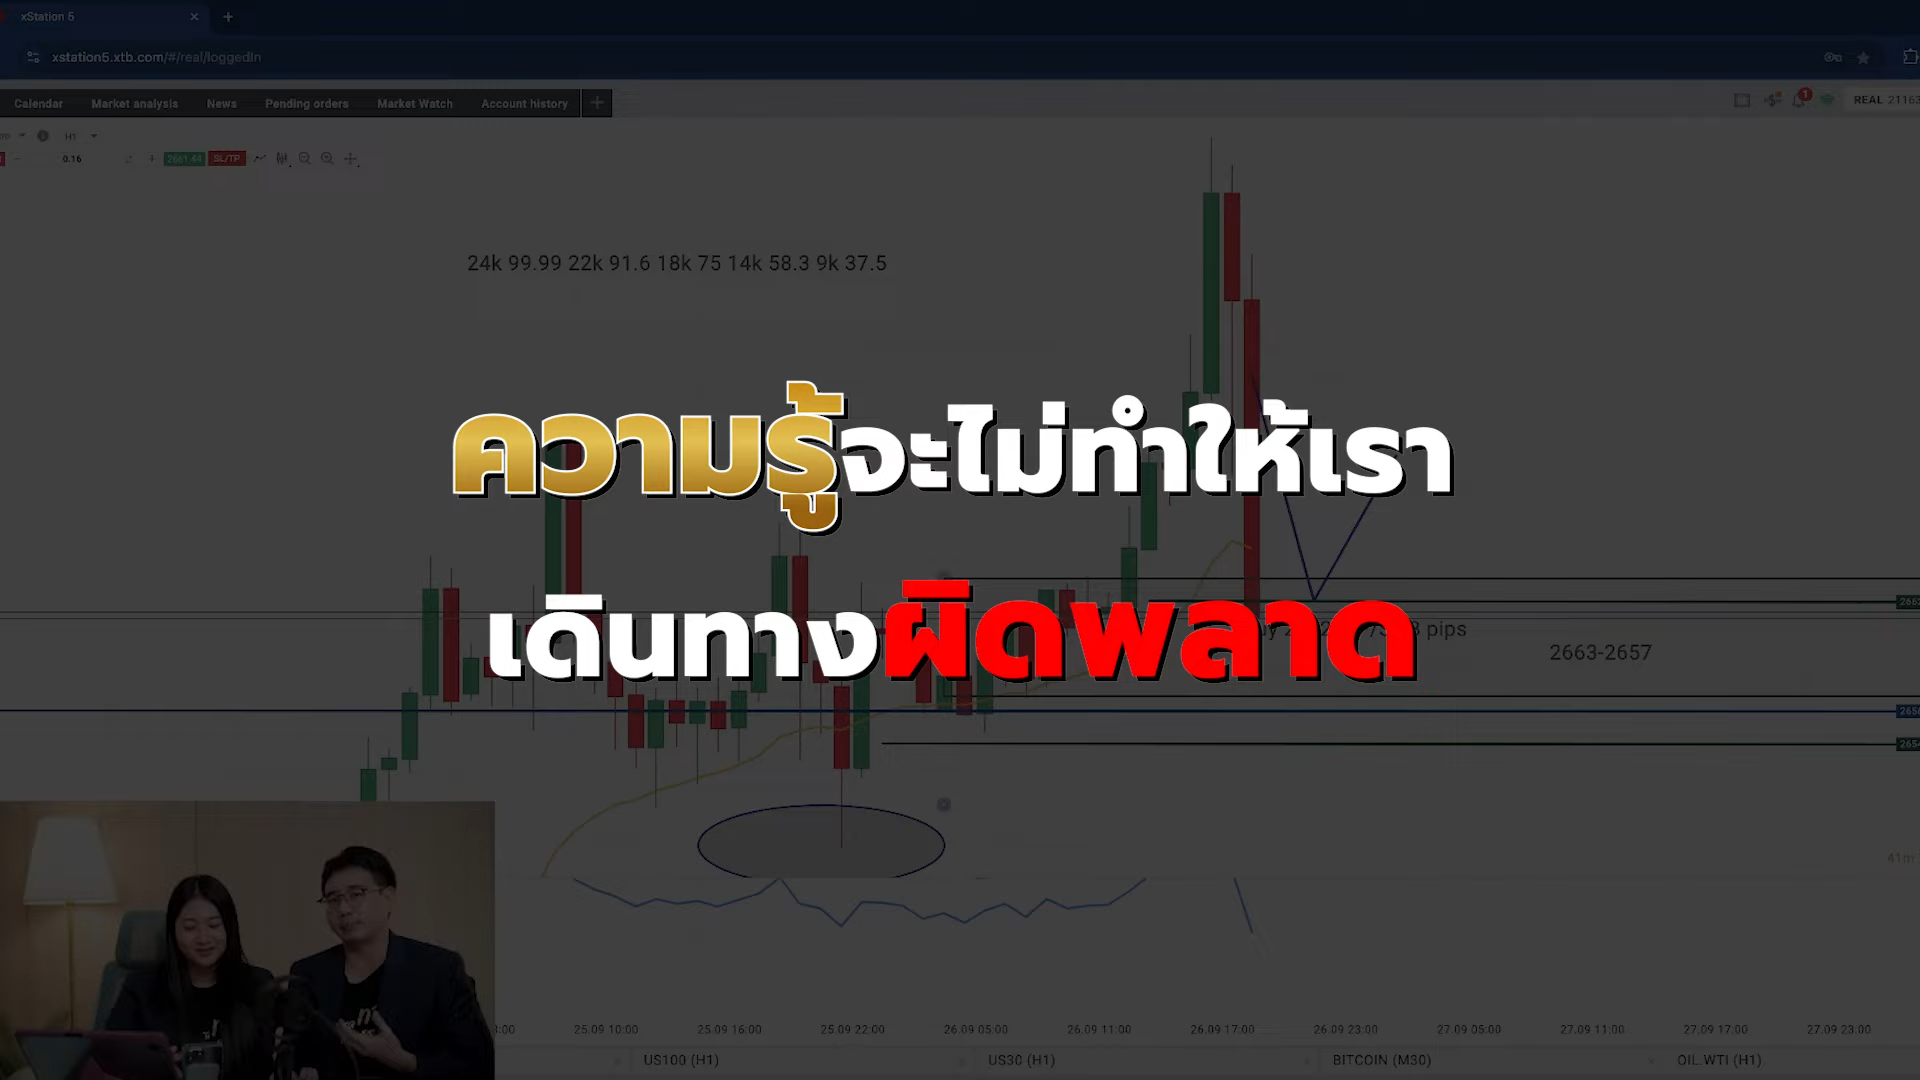 xStation 5
xstation5.xtb.com/#/real/loggedIn
Calendar Market analysis News Pending orders Market Watch Account history
REAL 21163
H1
0.16 2661.44 SL/TP
24k 99.99 22k 91.6 18k 75 14k 58.3 9k 37.5
ความรู้จะไม่ทำให้เรา
เดินทางผิดพลาด
pips
2663-2657
41m
25.09 10:00 25.09 16:00 25.09 22:00 26.09 05:00 26.09 11:00 26.09 17:00 26.09 23:00 27.09 05:00 27.09 11:00 27.09 17:00 27.09 23:00
US100 (H1) US30 (H1) BITCOIN (M30) OIL.WTI (H1)